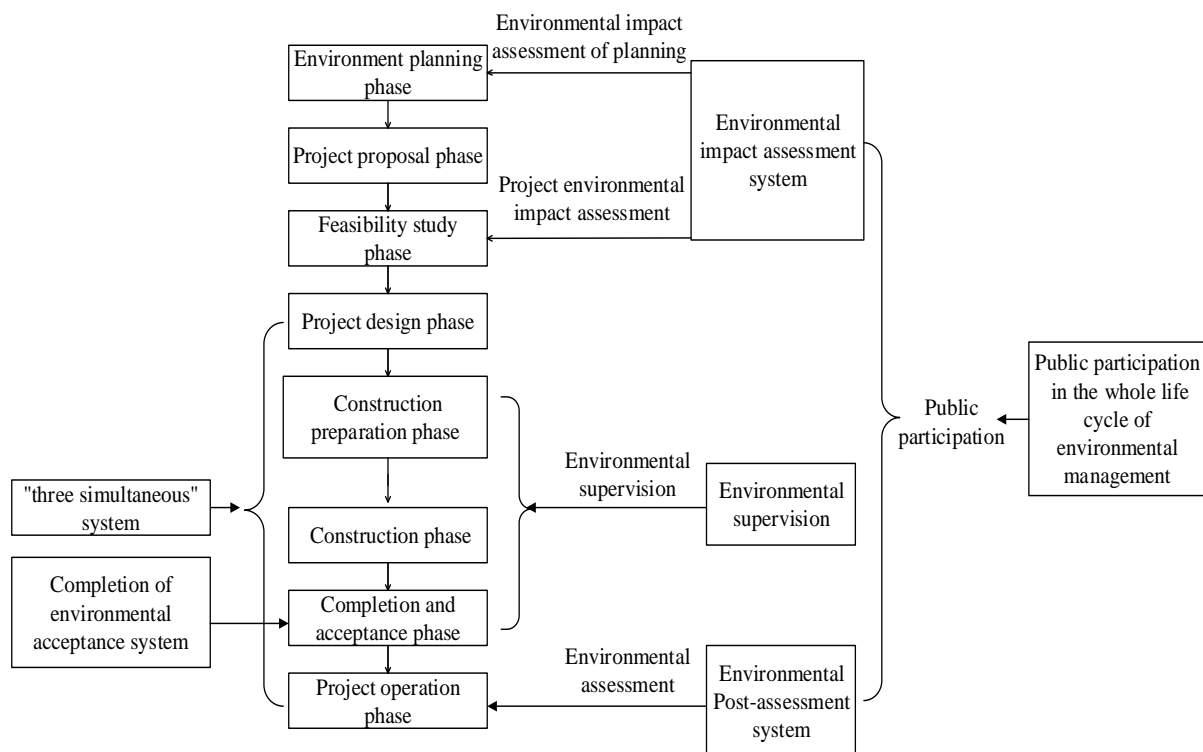 Environmental impact
assessment of planning
Environment planning
phase
Environmental
impact assessment
system
Project proposal phase
Project environmental
impact assessment
Feasibility study
phase
Project design phase
Construction
preparation phase
Public participation
in the whole life
cycle of
environmental
management
Public
participation
Environmental
supervision
Environmental
supervision
"three simultaneous"
system
Construction phase
Completion of
environmental
acceptance system
Completion and
acceptance phase
Environmental
assessment
Environmental
Post-assessment
system
Project operation
phase